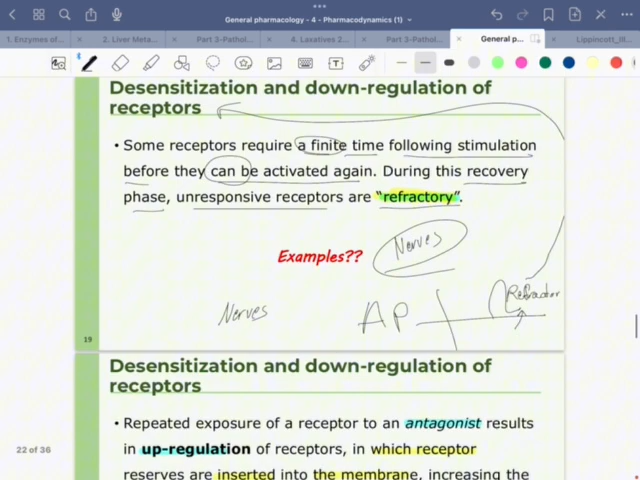 General pharmacology - 4 - Pharmacodynamics (1)
1. Enzymes of...
2. Liver Meta...
Part 3-Pathol...
4. Laxatives 2...
Part 3-Pathol...
General p...
Lippincott_Ill...
Desensitization and down-regulation of
receptors
• Some receptors require a finite time following stimulation
before they can be activated again. During this recovery
phase, unresponsive receptors are “refractory”.
Examples??
Nerves
Nerves
AP
19
Desensitization and down-regulation of
receptors
• Repeated exposure of a receptor to an antagonist results
22 of 36
in up-regulation of receptors, in which receptor
reserves are inserted into the membrane, increasing the